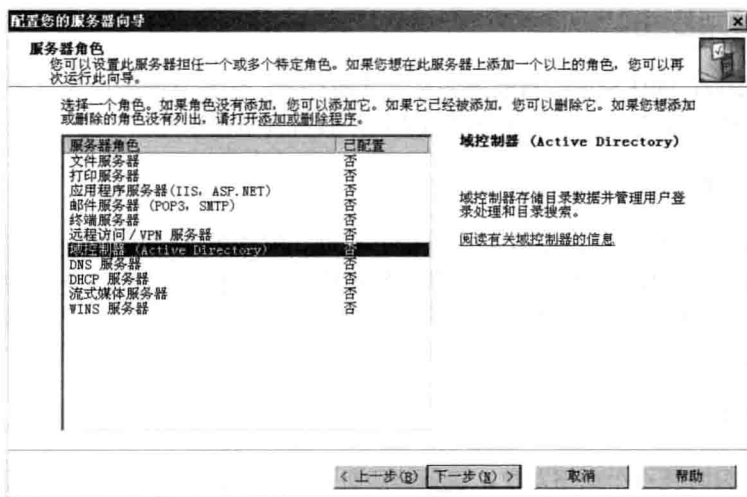 配置您的服务器向导
服务器角色
您可以设置此服务器担任一个或多个特定角色。如果您想在此服务器上添加一个以上的角色，您可以再
次运行此向导。
选择一个角色。如果角色没有添加，您可以添加它。如果它已经被添加，您可以删除它。如果您想添加
或删除的角色没有列出，请打开添加或删除程序。
服务器角色 已配置
文件服务器 否
打印服务器 否
应用程序服务器(IIS, ASP.NET) 否
邮件服务器 (POP3, SMTP) 否
终端服务器 否
远程访问/VPN 服务器 否
域控制器 (Active Directory) 否
DNS 服务器 否
DHCP 服务器 否
流式媒体服务器 否
WINS 服务器 否
域控制器 (Active Directory)
域控制器存储目录数据并管理用户登
录处理和目录搜索。
阅读有关域控制器的信息
< 上一步(B) 下一步(N) > 取消 帮助